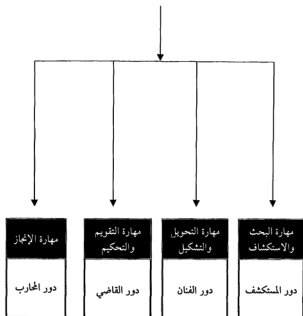 مهارة البحث
والاستكشاف
دور المستكشف
مهارة التحويل
والتشكيل
دور الفنان
مهارة التقويم
والتحكيم
دور القاضي
مهارة الإنجاز
دور المحارب